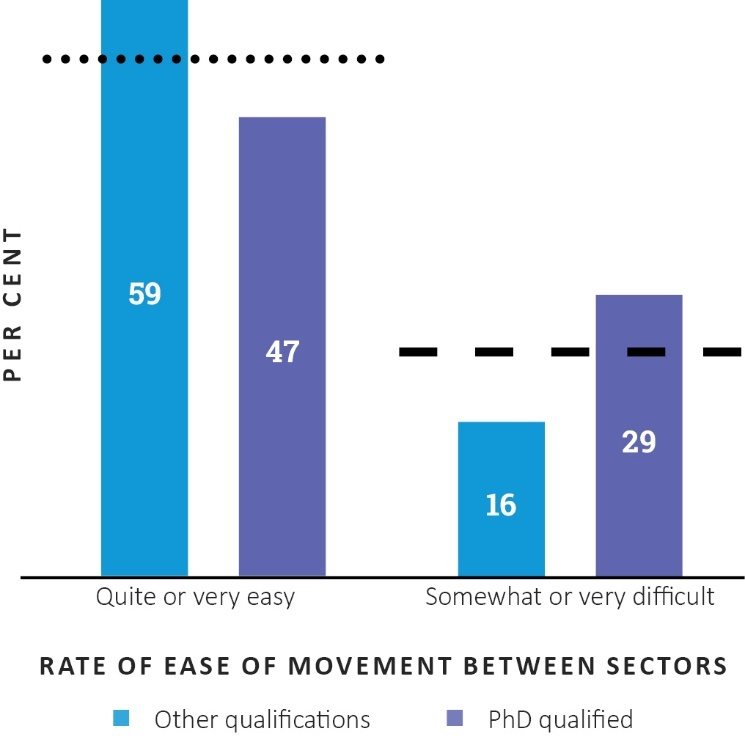 PER CENT
59
47
16
29
Quite or very easy
Somewhat or very difficult
RATE OF EASE OF MOVEMENT BETWEEN SECTORS
Other qualifications
PhD qualified